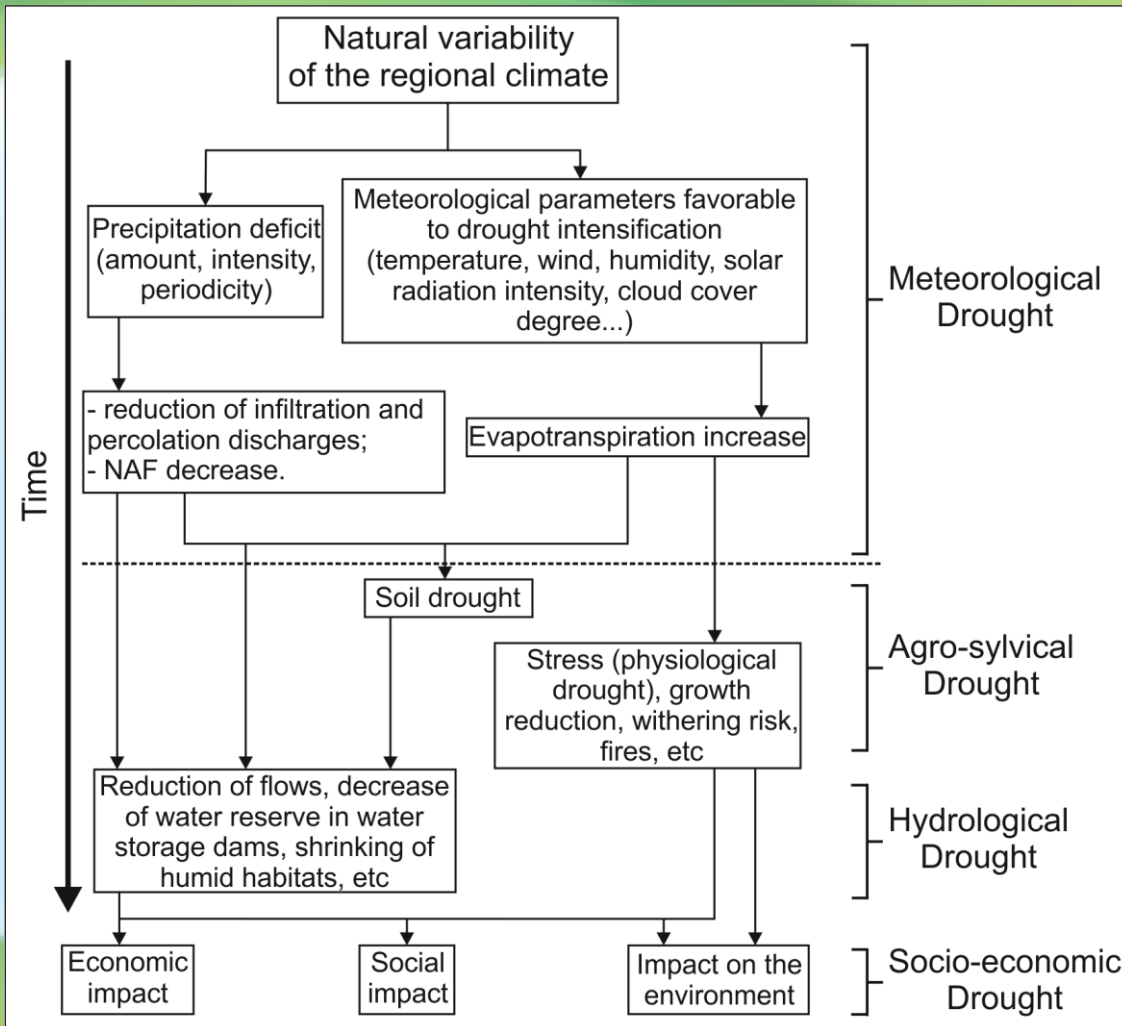 Natural variability
of the regional climate
Precipitation deficit
(amount, intensity,
periodicity)
Meteorological parameters favorable
to drought intensification
(temperature, wind, humidity, solar
radiation intensity, cloud cover
degree...)
Meteorological
Drought
- reduction of infiltration and
percolation discharges;
- NAF decrease.
Evapotranspiration increase
Time
Soil drought
Stress (physiological
drought), growth
reduction, withering risk,
fires, etc
Agro-sylvical
Drought
Reduction of flows, decrease
of water reserve in water
storage dams, shrinking of
humid habitats, etc
Hydrological
Drought
Economic
impact
Social
impact
Impact on the
environment
Socio-economic
Drought